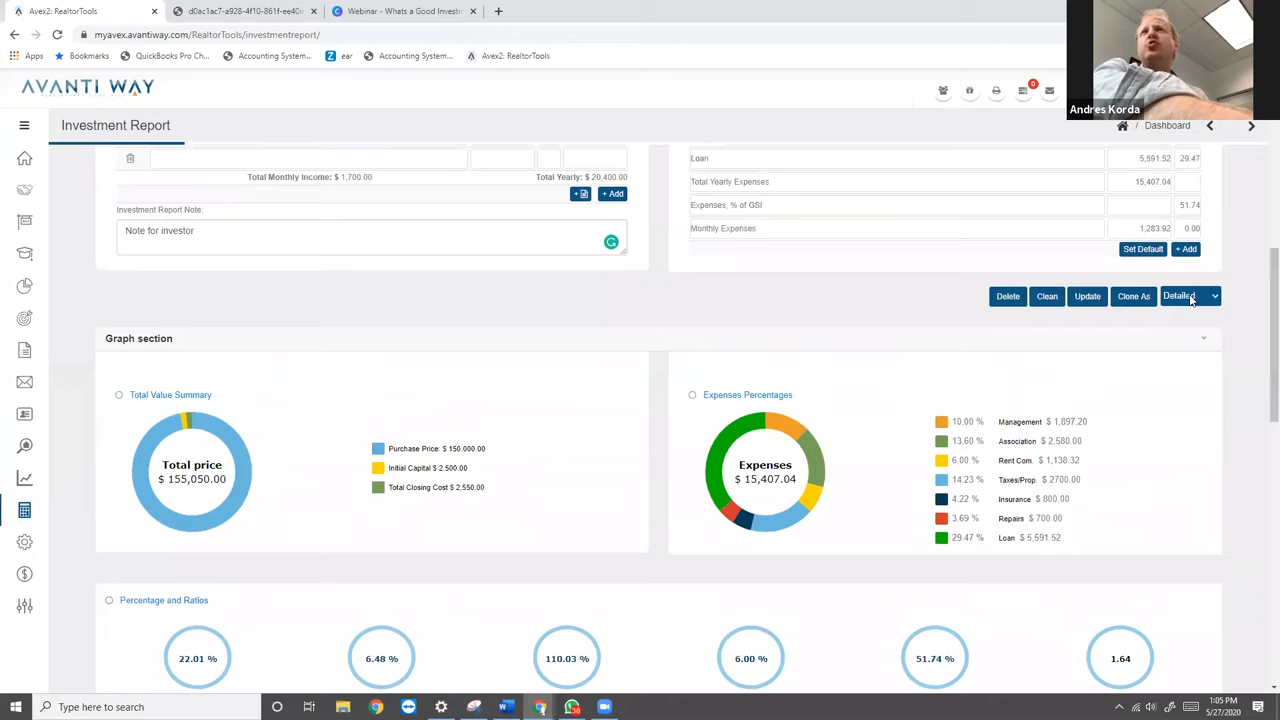 Avex2: RealtorTools
d0ac1ac7-a928-4f10-861f-ee40e
Webinar - Whats a Good Investm
myavex.avantiway.com/RealtorTools/investmentreport/
Apps
Bookmarks
QuickBooks Pro Ch...
Accounting System...
ear
Accounting System...
Avex2: RealtorTools
AVANTI WAY
0
Andres Korda
Investment Report
/ Dashboard
Total Monthly Income: $ 1,700.00
Total Yearly: $ 20,400.00
+ Add
Investment Report Note:
Note for investor
Loan 5,591.52 29.47
Total Yearly Expenses 15,407.04
Expenses, % of GSI 51.74
Monthly Expenses 1,283.92 0.00
Set Default + Add
Delete Clean Update Clone As Detailed
Graph section
Total Value Summary
Total price
$ 155,050.00
Purchase Price: $ 150,000.00
Initial Capital $ 2,500.00
Total Closing Cost $ 2,550.00
Expenses Percentages
Expenses
$ 15,407.04
10.00 % Management $ 1,897.20
13.60 % Association $ 2,580.00
6.00 % Rent Com. $ 1,138.32
14.23 % Taxes/Prop. $ 2700.00
4.22 % Insurance $ 800.00
3.69 % Repairs $ 700.00
29.47 % Loan $ 5,591.52
Percentage and Ratios
22.01 % 6.48 % 110.03 % 6.00 % 51.74 % 1.64
Type here to search
38
1:05 PM
5/27/2020